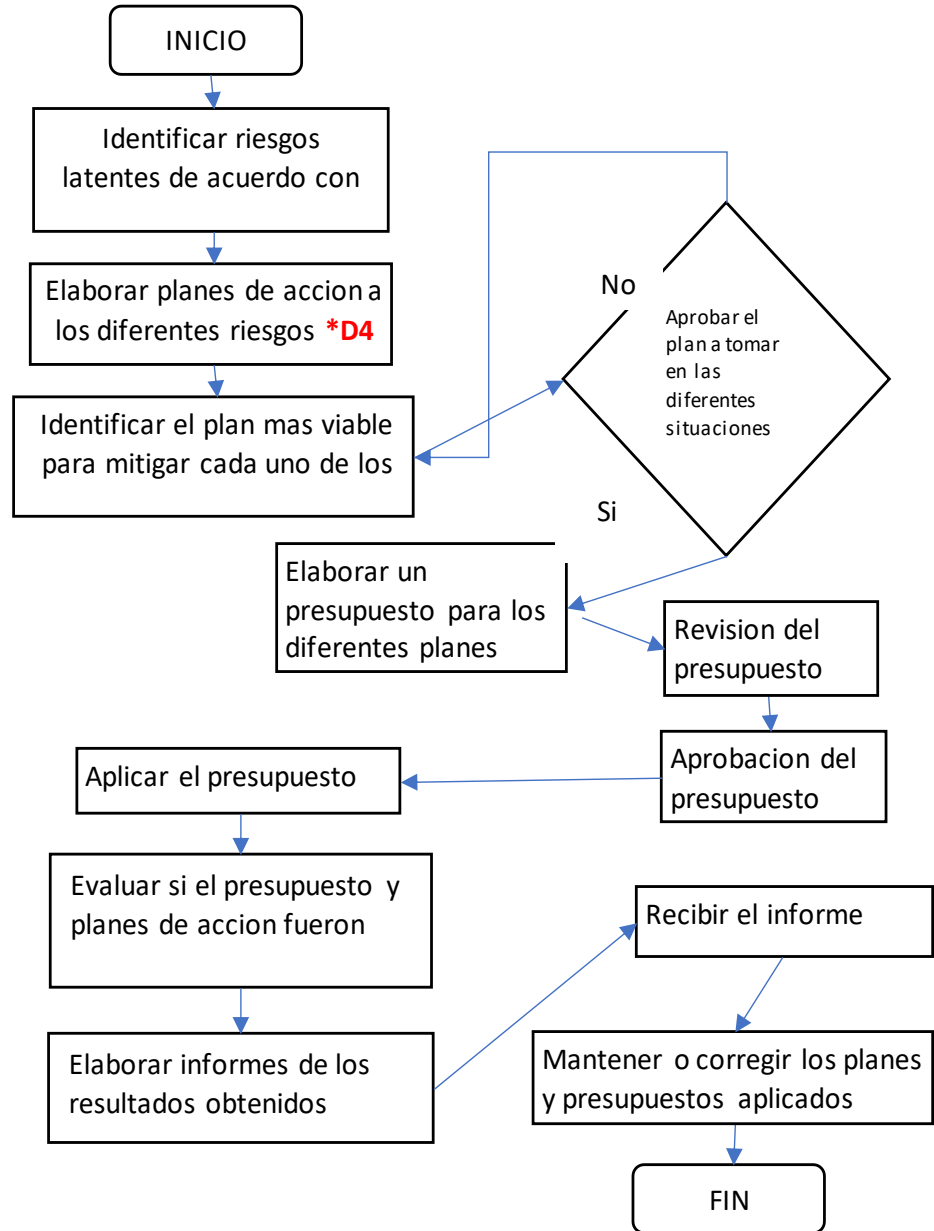 INICIO
Identificar riesgos
latentes de acuerdo con
Elaborar planes de accion a
los diferentes riesgos *D4
Identificar el plan mas viable
para mitigar cada uno de los
No
Aprobar el
plan a tomar
en las
diferentes
situaciones
Si
Elaborar un
presupuesto para los
diferentes planes
Revision del
presupuesto
Aprobacion del
presupuesto
Aplicar el presupuesto
Evaluar si el presupuesto y
planes de accion fueron
Recibir el informe
Elaborar informes de los
resultados obtenidos
Mantener o corregir los planes
y presupuestos aplicados
FIN